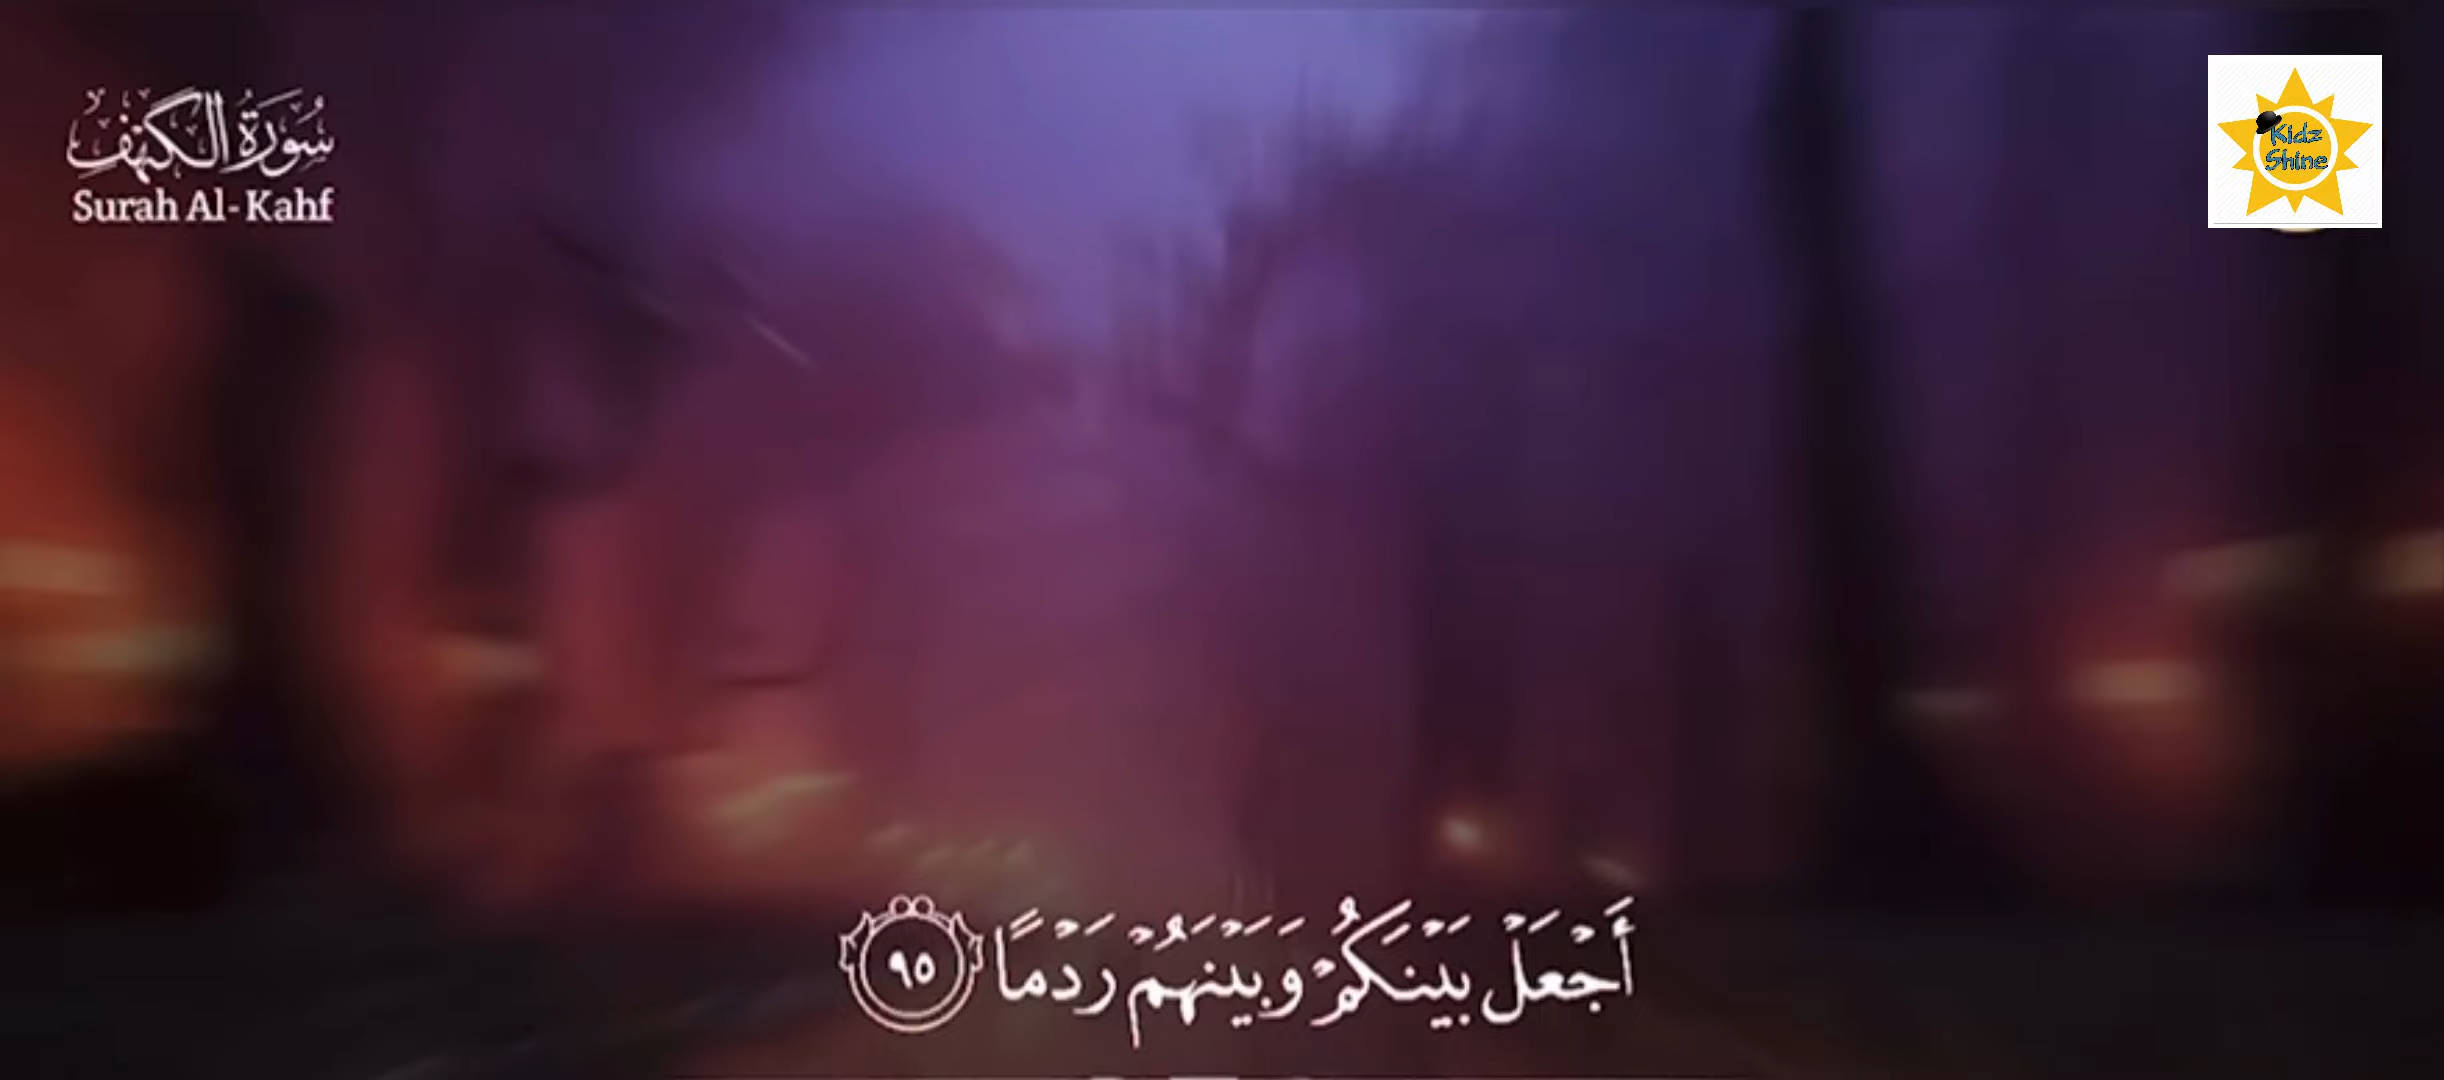 سُورَةُ الكَهْفِ
Surah Al-Kahf
Kidz
Shine
أَجْعَلْ بَيْنَكُمْ وَبَيْنَهُمْ رَدْمًا ٩٥